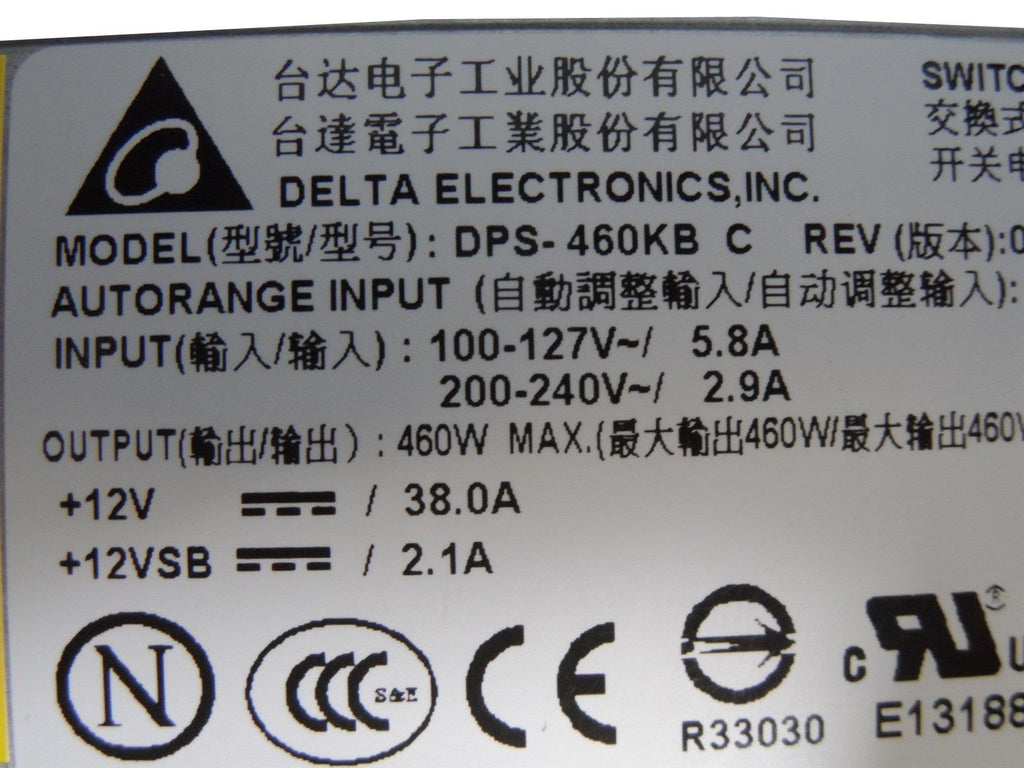 台达电子工业股份有限公司
台達電子工業股份有限公司
DELTA ELECTRONICS,INC.
SWITC
交換式
开关电
MODEL(型號/型号): DPS-460KB C REV (版本):0
AUTORANGE INPUT (自動調整輸入/自动调整输入):
INPUT(輸入/输入): 100-127V~/ 5.8A
200-240V~/ 2.9A
OUTPUT(輸出/输出): 460W MAX.(最大輸出460W/最大输出460W
+12V / 38.0A
+12VSB / 2.1A
N
CCC S&E
CE
R33030
c RU ® U
E13188